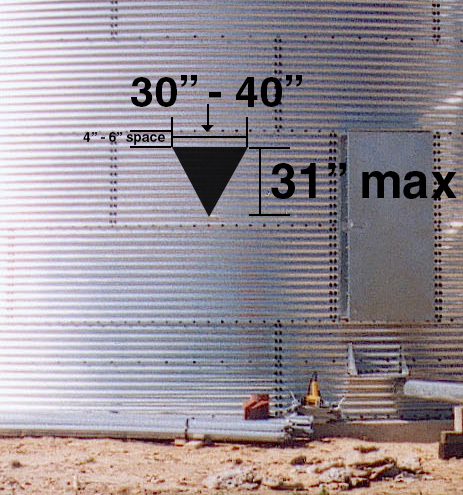 30” - 40”
4” - 6” space
31” max